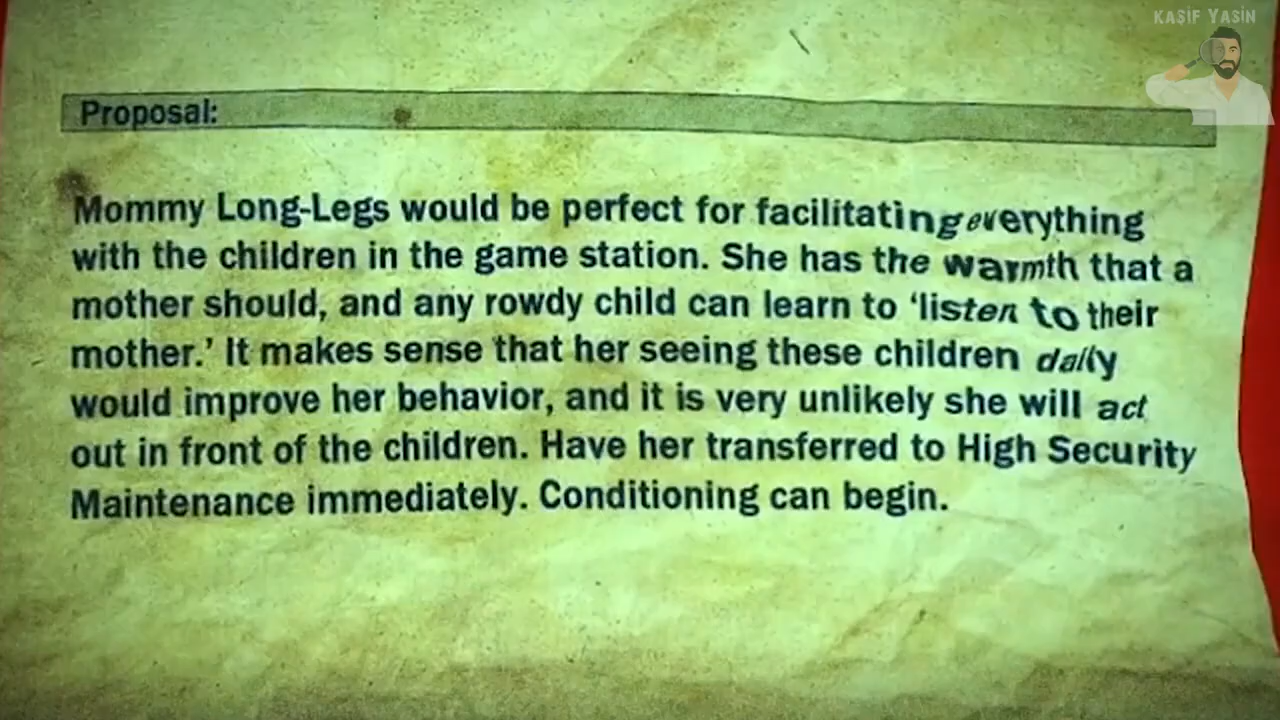 KAŞIF YASIN
Proposal:
Mommy Long-Legs would be perfect for facilitating everything
with the children in the game station. She has the warmth that a
mother should, and any rowdy child can learn to ‘listen to their
mother.’ It makes sense that her seeing these children daily
would improve her behavior, and it is very unlikely she will act
out in front of the children. Have her transferred to High Security
Maintenance immediately. Conditioning can begin.